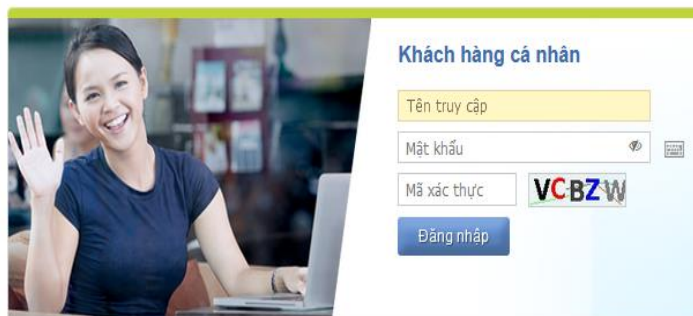 Khách hàng cá nhân
Tên truy cập
Mật khẩu
Mã xác thực VCBZW
Đăng nhập